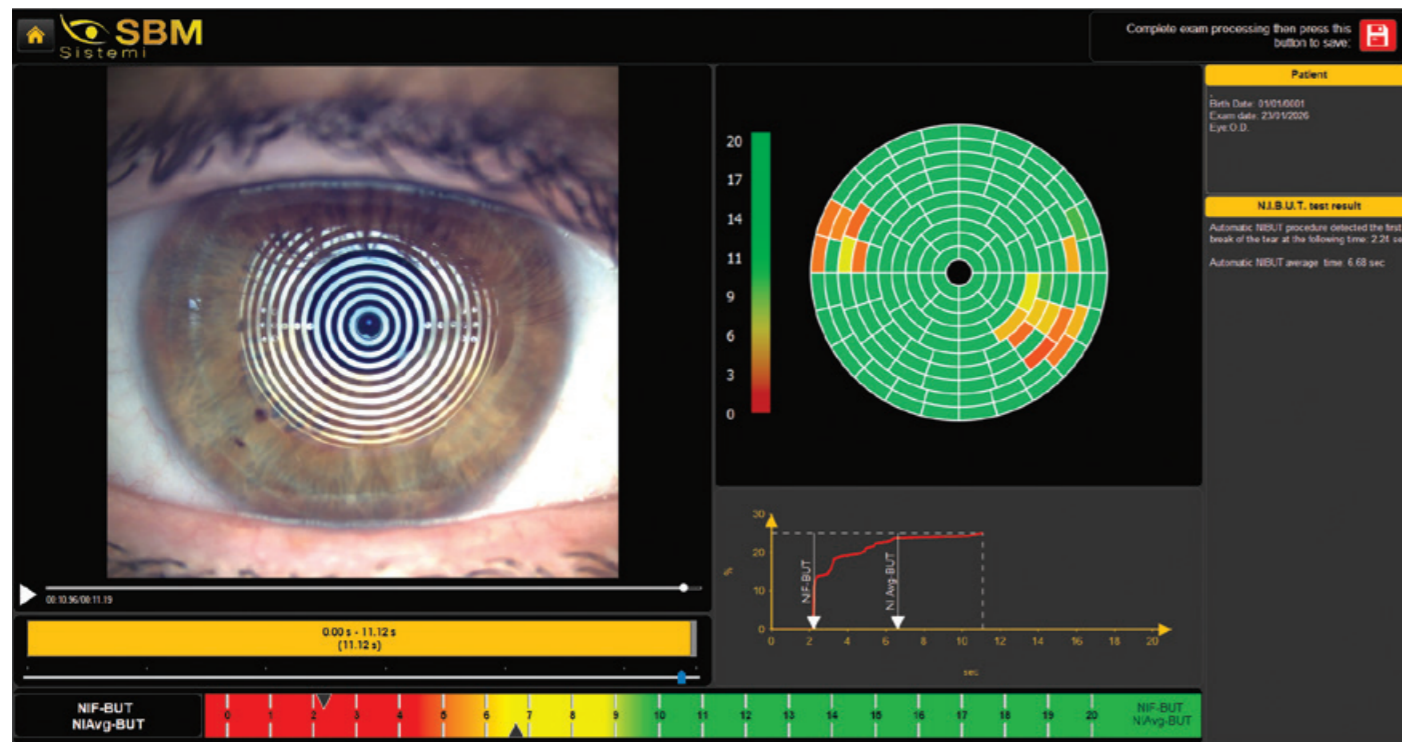 SBM
Sistemi
Complete exam processing then press this
button to save:
Patient
Birth Date: 01/01/0001
Exam date: 23/01/2026
Eye:O.D.
N.I.B.U.T. test result
Automatic NIBUT procedure detected the first
break of the tear at the following time: 2.24 se
Automatic NIBUT average time: 6.68 sec
20
17
14
11
9
6
3
0
00:10.96/00:11.19
0.00 s - 11.12 s
(11.12 s)
30
20
10
0
%
NIF-BUT
NI Avg-BUT
0 2 4 6 8 10 12 14 16 18 20
sec
NIF-BUT
NIAvg-BUT
0 1 2 3 4 5 6 7 8 9 10 11 12 13 14 15 16 17 18 19 20
NIF-BUT
NIAvg-BUT